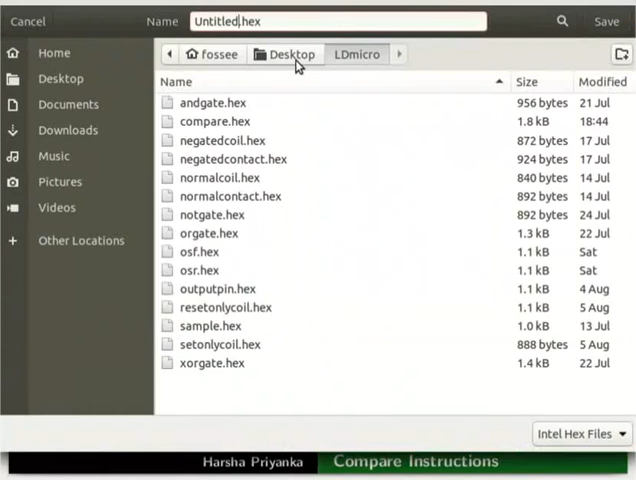 Cancel Name Untitled.hex Save
Home
Desktop
Documents
Downloads
Music
Pictures
Videos
Other Locations
fossee Desktop LDmicro
Name Size Modified
andgate.hex 956 bytes 21 Jul
compare.hex 1.8 kB 18:44
negatedcoil.hex 872 bytes 17 Jul
negatedcontact.hex 924 bytes 17 Jul
normalcoil.hex 840 bytes 14 Jul
normalcontact.hex 892 bytes 14 Jul
notgate.hex 892 bytes 24 Jul
orgate.hex 1.3 kB 22 Jul
osf.hex 1.1 kB Sat
osr.hex 1.1 kB Sat
outputpin.hex 1.1 kB 4 Aug
resetonlycoil.hex 1.1 kB 5 Aug
sample.hex 1.0 kB 13 Jul
setonlycoil.hex 888 bytes 5 Aug
xorgate.hex 1.4 kB 22 Jul
Intel Hex Files
Harsha Priyanka Compare Instructions